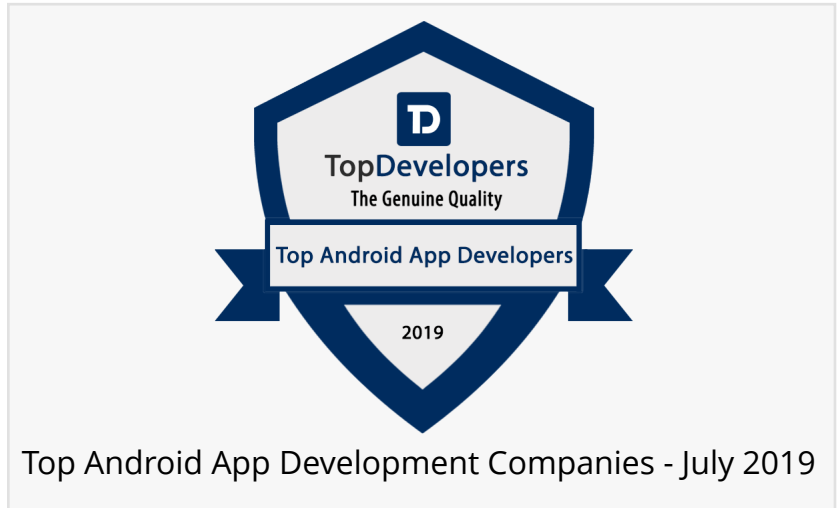 TD
TopDevelopers
The Genuine Quality
Top Android App Developers
2019
Top Android App Development Companies - July 2019